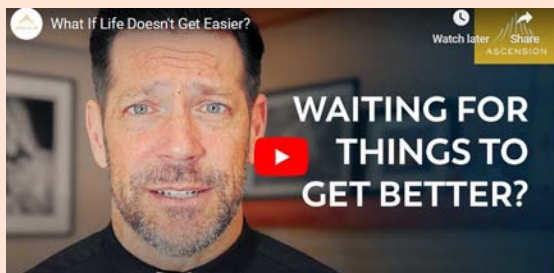 What If Life Doesn't Get Easier?
Watch later
Share
ASCENSION
WAITING FOR
THINGS TO
GET BETTER?